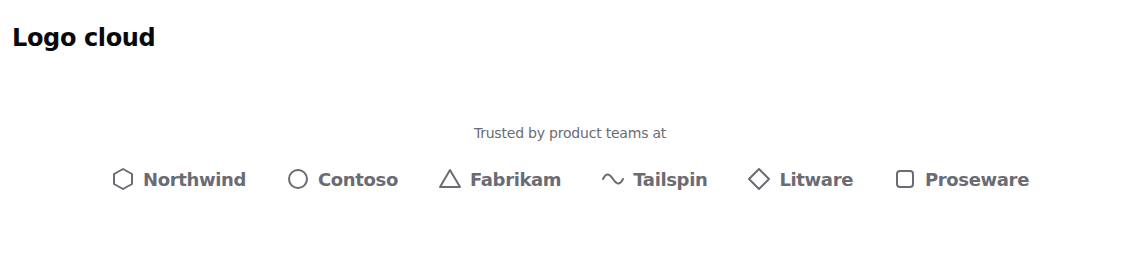 Logo cloud
Trusted by product teams at
Northwind Contoso Fabrikam Tailspin Litware Proseware